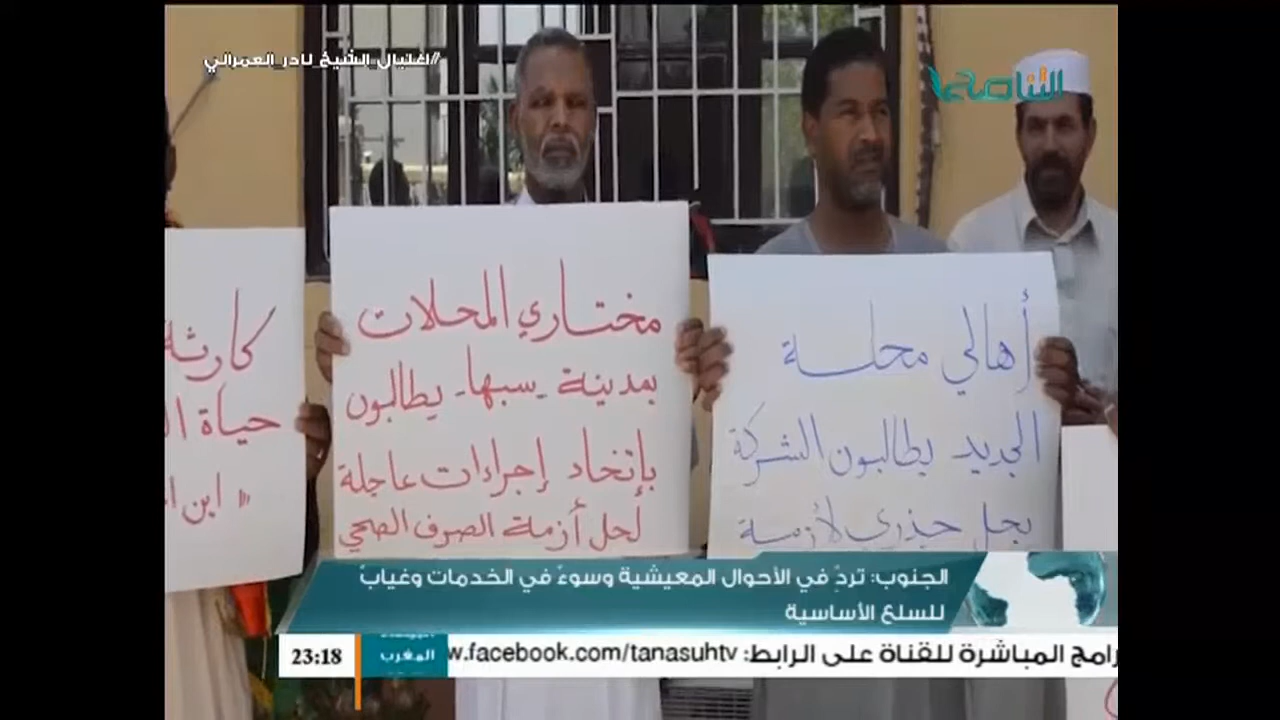 #اغتيال_الشيخ_نادر_العمراني
التناصح
أهالي محلة
الجديد يطالبون الشركة
بحل جذري لأزمة
مختاري المحلات
بمدينة - سبها - يطالبون
بإتخاد إجراءات عاجلة
لحل أزمة الصرف الصحي
كارثة
حياة
ابن
الجنوب: تردٍّ في الأحوال المعيشية وسوءٌ في الخدمات وغيابٌ
للسلع الأساسية
امج المباشرة للقناة على الرابط: w.facebook.com/tanasuhtv
المغرب
23:18